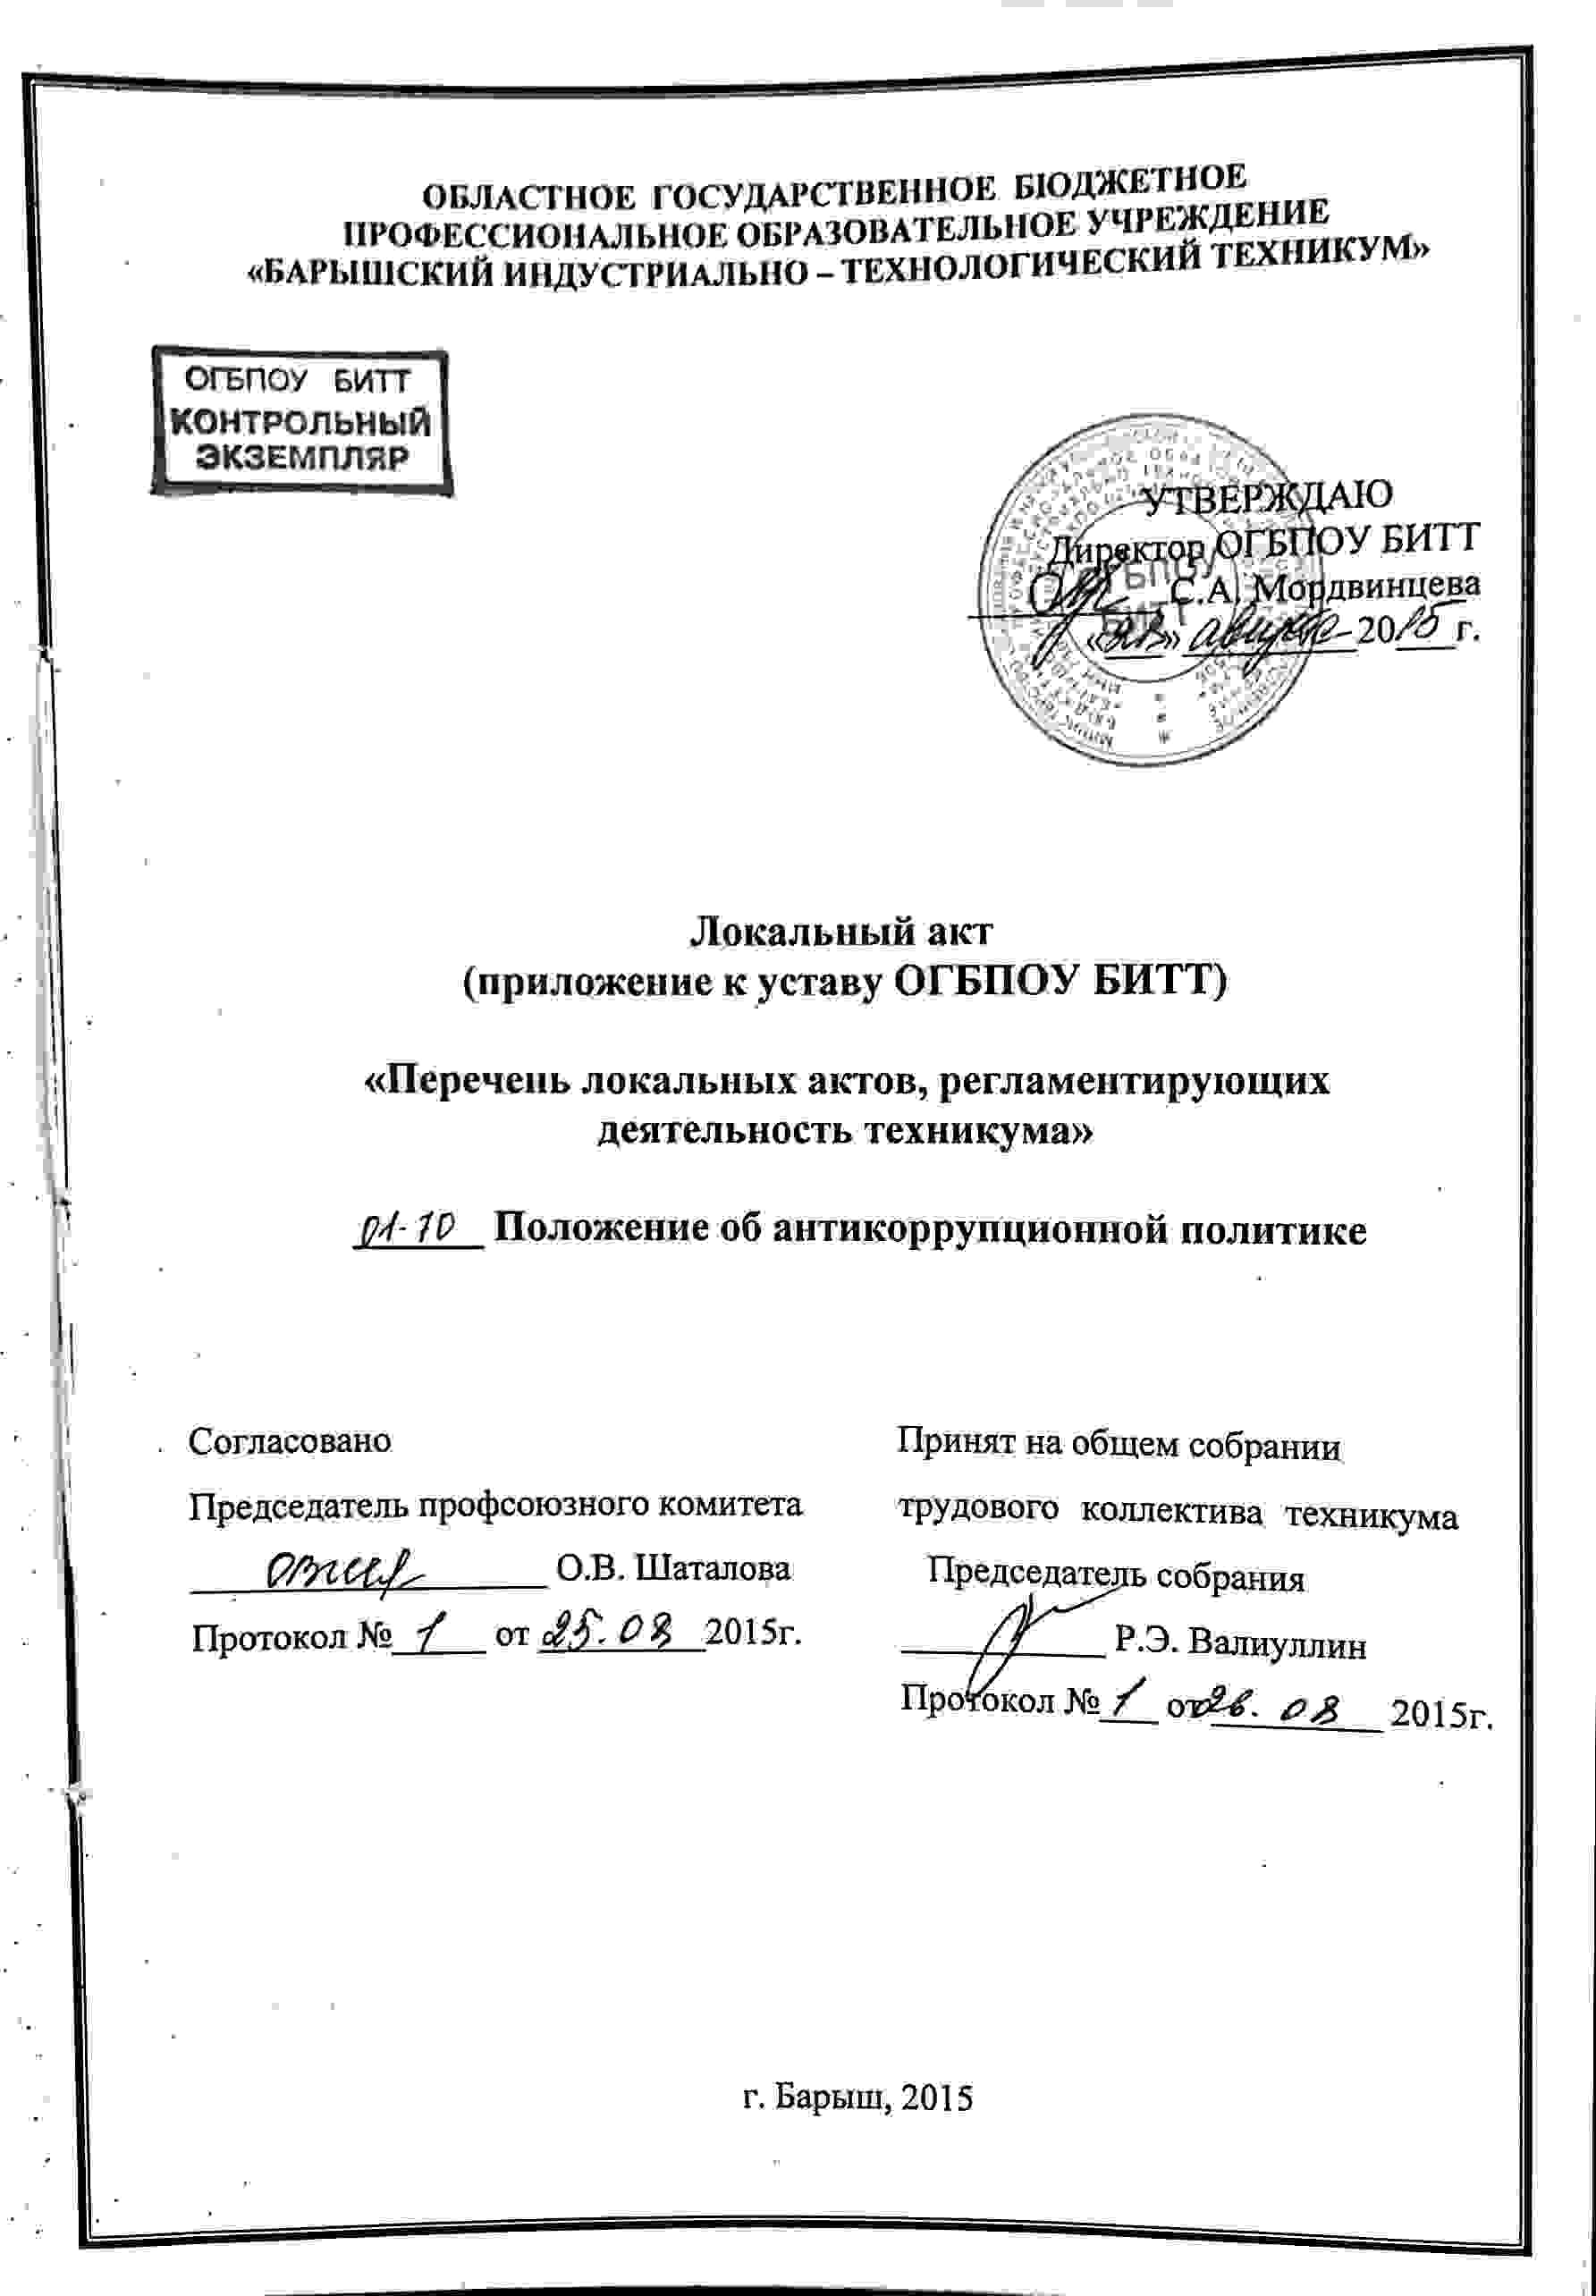 ОБЛАСТНОЕ ГОСУДАРСТВЕННОЕ БЮДЖЕТНОЕ
ПРОФЕССИОНАЛЬНОЕ ОБРАЗОВАТЕЛЬНОЕ УЧРЕЖДЕНИЕ
«БАРЫШСКИЙ ИНДУСТРИАЛЬНО – ТЕХНОЛОГИЧЕСКИЙ ТЕХНИКУМ»
ОГБПОУ БИТТ
КОНТРОЛЬНЫЙ
ЭКЗЕМПЛЯР
УТВЕРЖДАЮ
Директор ОГБПОУ БИТТ
С.А. Мордвинцева
августа 2015 г.
ОГБПОУ
БИТТ
Локальный акт
(приложение к уставу ОГБПОУ БИТТ)
«Перечень локальных актов, регламентирующих
деятельность техникума»
01-10 Положение об антикоррупционной политике
Согласовано
Председатель профсоюзного комитета
О.В. Шаталова
Протокол № 1 от 25.08 2015г.
Принят на общем собрании
трудового коллектива техникума
Председатель собрания
Р.Э. Валиуллин
Протокол № 1 от 26.08 2015г.
г. Барыш, 2015